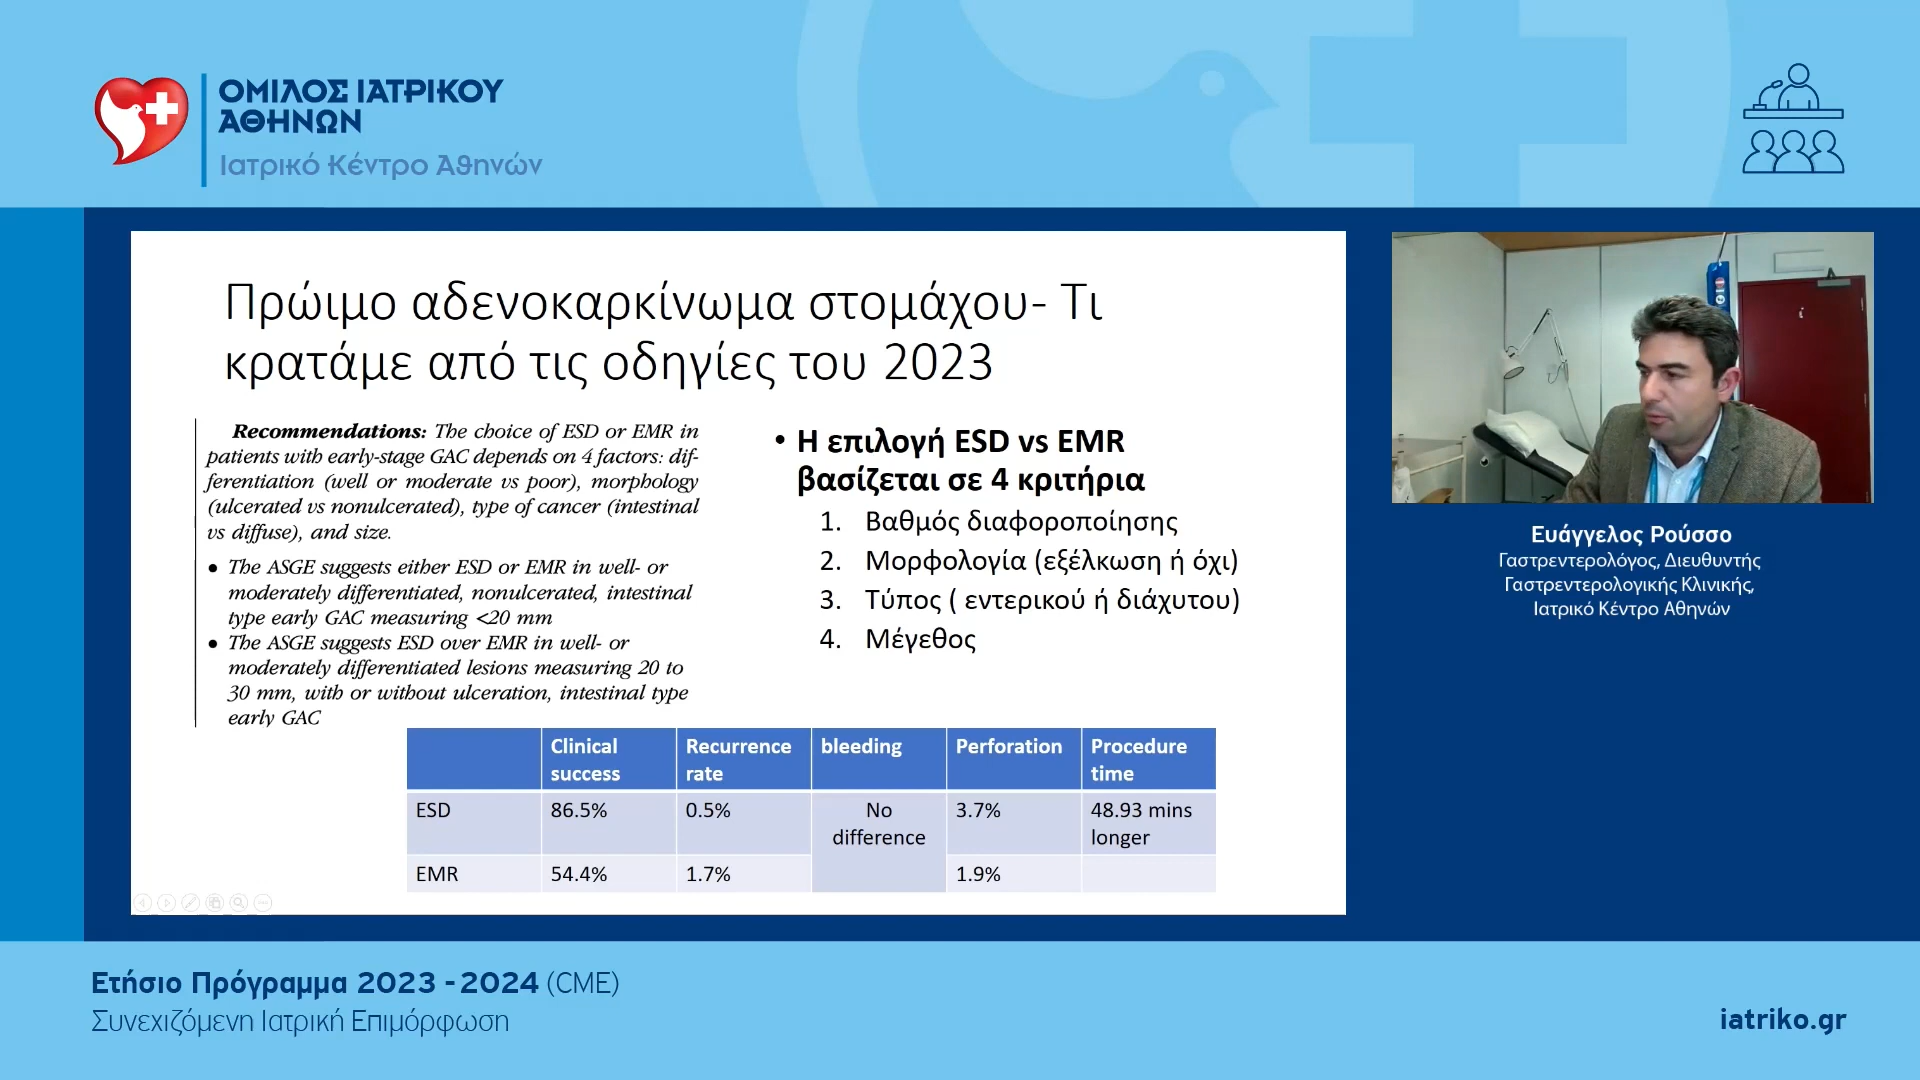 ΟΜΙΛΟΣ ΙΑΤΡΙΚΟΥ
ΑΘΗΝΩΝ
Ιατρικό Κέντρο Αθηνών
Πρώιμο αδενοκαρκίνωμα στομάχου- Τι
κρατάμε από τις οδηγίες του 2023
Recommendations: The choice of ESD or EMR in
patients with early-stage GAC depends on 4 factors: dif-
ferentiation (well or moderate vs poor), morphology
(ulcerated vs nonulcerated), type of cancer (intestinal
vs diffuse), and size.
• The ASGE suggests either ESD or EMR in well- or
moderately differentiated, nonulcerated, intestinal
type early GAC measuring <20 mm
• The ASGE suggests ESD over EMR in well- or
moderately differentiated lesions measuring 20 to
30 mm, with or without ulceration, intestinal type
early GAC
• Η επιλογή ESD vs EMR
βασίζεται σε 4 κριτήρια
1. Βαθμός διαφοροποίησης
2. Μορφολογία (εξέλκωση ή όχι)
3. Τύπος ( εντερικού ή διάχυτου)
4. Μέγεθος
Clinical success Recurrence rate bleeding Perforation Procedure time
ESD 86.5% 0.5% No difference 3.7% 48.93 mins longer
EMR 54.4% 1.7% 1.9%
Ευάγγελος Ρούσσο
Γαστρεντερολόγος, Διευθυντής
Γαστρεντερολογικής Κλινικής,
Ιατρικό Κέντρο Αθηνών
Ετήσιο Πρόγραμμα 2023 - 2024 (CME)
Συνεχιζόμενη Ιατρική Επιμόρφωση
iatriko.gr